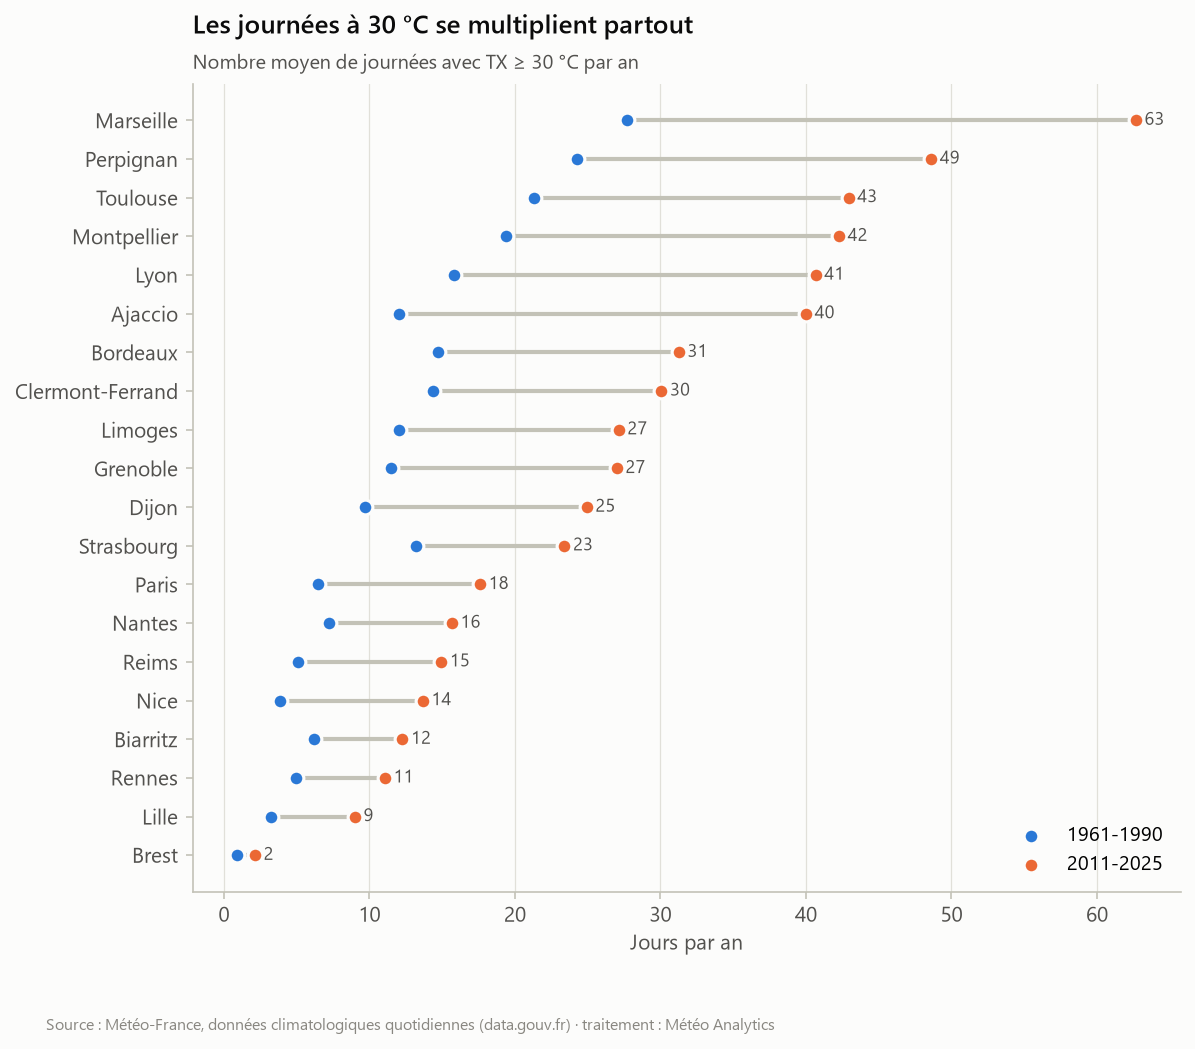 Les journées à 30 °C se multiplient partout
Nombre moyen de journées avec TX ≥ 30 °C par an
Marseille 63
Perpignan 49
Toulouse 43
Montpellier 42
Lyon 41
Ajaccio 40
Bordeaux 31
Clermont-Ferrand 30
Limoges 27
Grenoble 27
Dijon 25
Strasbourg 23
Paris 18
Nantes 16
Reims 15
Nice 14
Biarritz 12
Rennes 11
Lille 9
Brest 2
1961-1990
2011-2025
0 10 20 30 40 50 60
Jours par an
Source : Météo-France, données climatologiques quotidiennes (data.gouv.fr) · traitement : Météo Analytics